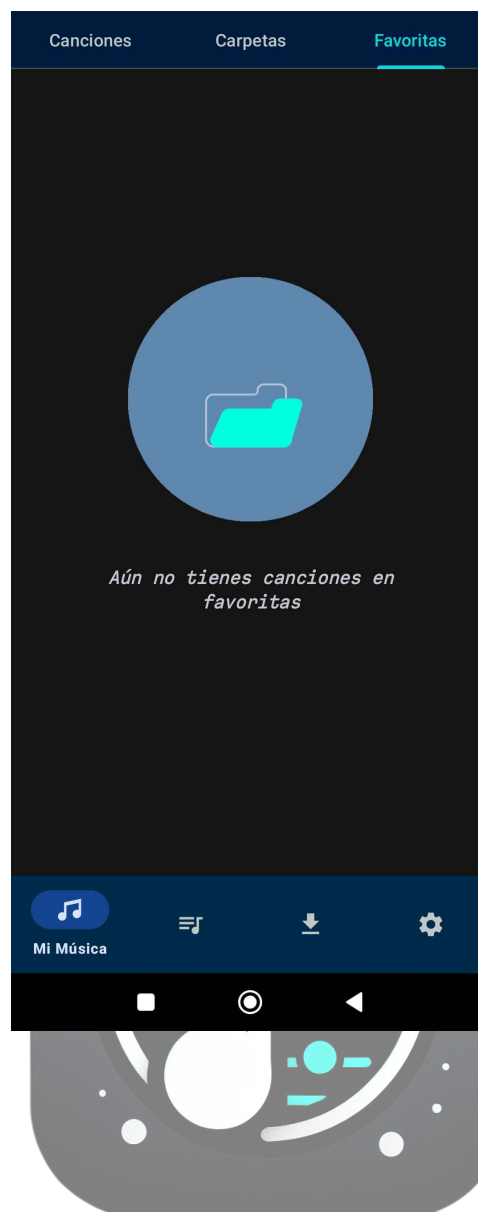 Canciones Carpetas Favoritas
Aún no tienes canciones en
favoritas
Mi Música